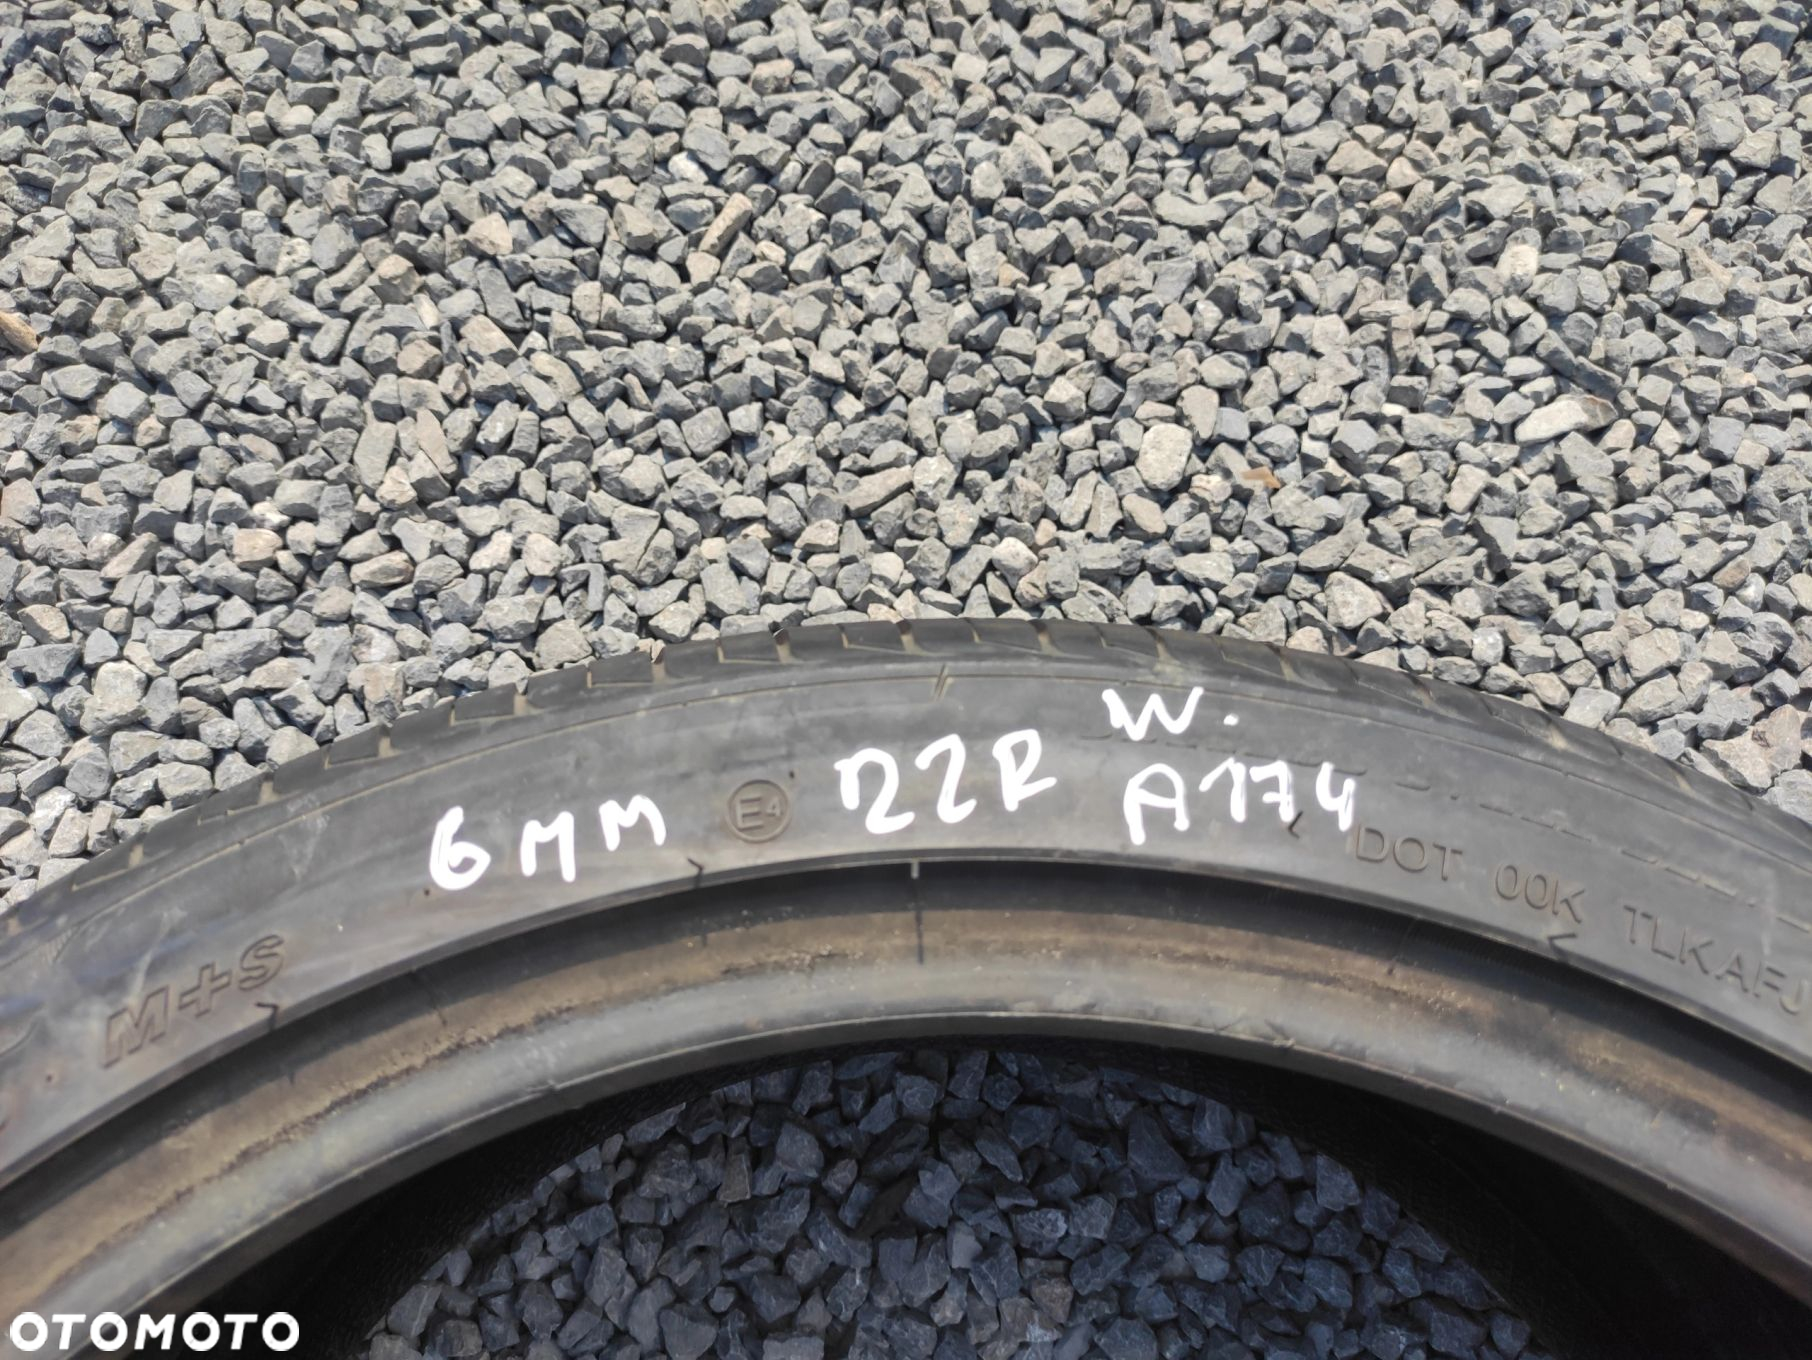 W.
6MM E4 22R A174
DOT 00K TLKAFJ
M+S
OTOMOTO